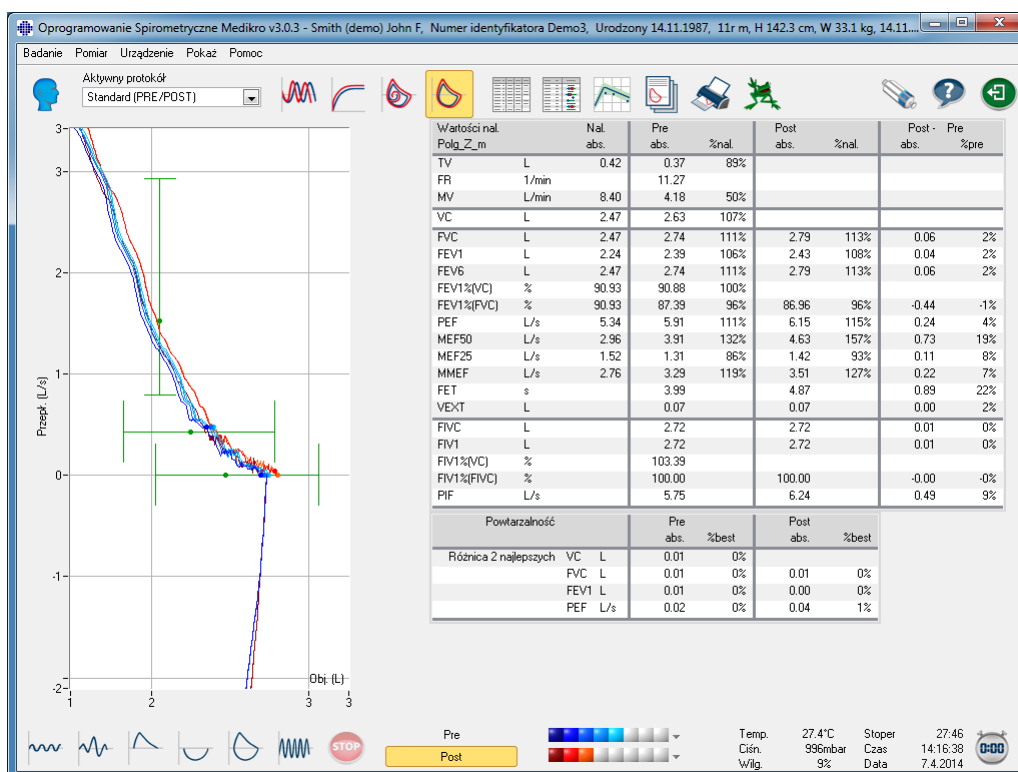 Oprogramowanie Spirometryczne Medikro v3.0.3 - Smith (demo) John F, Numer identyfikatora Demo3, Urodzony 14.11.1987, 11r m, H 142.3 cm, W 33.1 kg, 14.11....
Badanie Pomiar Urządzenie Pokaż Pomoc
Aktywny protokół
Standard (PRE/POST)
Wartości nal. Nal. Pre Post Post - Pre
Polg_Z_m abs. abs. %nal. abs. %nal. abs. %pre
TV L 0.42 0.37 89%
FR 1/min 11.27
MV L/min 8.40 4.18 50%
VC L 2.47 2.63 107%
FVC L 2.47 2.74 111% 2.79 113% 0.06 2%
FEV1 L 2.24 2.39 106% 2.43 108% 0.04 2%
FEV6 L 2.47 2.74 111% 2.79 113% 0.06 2%
FEV1%(VC) % 90.93 90.88 100%
FEV1%(FVC) % 90.93 87.39 96% 86.96 96% -0.44 -1%
PEF L/s 5.34 5.91 111% 6.15 115% 0.24 4%
MEF50 L/s 2.96 3.91 132% 4.63 157% 0.73 19%
MEF25 L/s 1.52 1.31 86% 1.42 93% 0.11 8%
MMEF L/s 2.76 3.29 119% 3.51 127% 0.22 7%
FET s 3.99 4.87 0.89 22%
VEXT L 0.07 0.07 0.00 2%
FIVC L 2.72 2.72 0.01 0%
FIV1 L 2.72 2.72 0.01 0%
FIV1%(VC) % 103.39
FIV1%(FIVC) % 100.00 100.00 -0.00 -0%
PIF L/s 5.75 6.24 0.49 9%
Powtarzalność Pre Post
abs. %best abs. %best
Różnica 2 najlepszych VC L 0.01 0%
FVC L 0.01 0% 0.01 0%
FEV1 L 0.01 0% 0.00 0%
PEF L/s 0.02 0% 0.04 1%
Przepł. (L/s)
3
3
2
1
0
-1
-2
Obj. (L)
1 2 3 3
STOP
Pre
Post
Temp. 27.4°C Stoper 27:46
Ciśn. 996mbar Czas 14:16:38
Wilg. 9% Data 7.4.2014
0:00